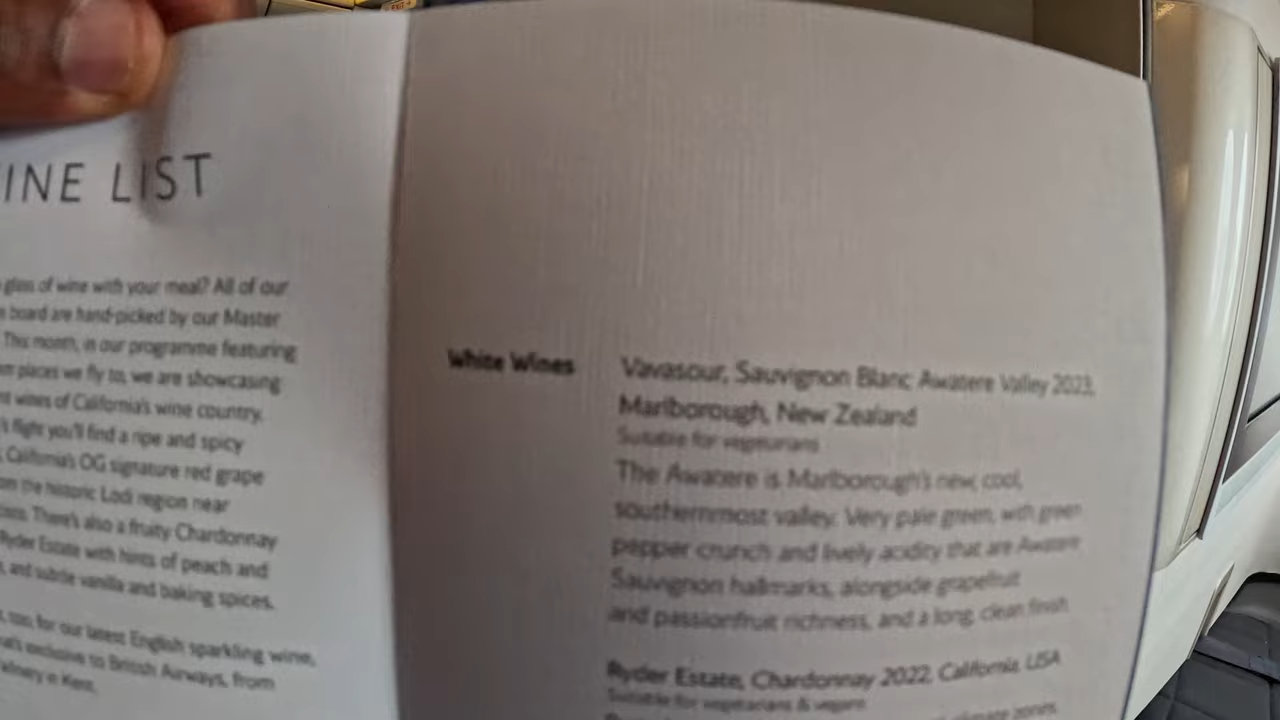 EXIT
INE LIST
glass of wine with your meal? All of our
board are hand-picked by our Master
This month, in our programme featuring
places we fly to, we are showcasing
wines of California's wine country.
flight you'll find a ripe and spicy
California's OG signature red grape
the historic Lodi region near
There's also a fruity Chardonnay
Ryder Estate with hints of peach and
and subtle vanilla and baking spices.
too, for our latest English sparkling wine,
exclusive to British Airways, from
in Kent.
White Wines
Vavasour, Sauvignon Blanc Awatere Valley 2023,
Marlborough, New Zealand
Suitable for vegetarians
The Awatere is Marlborough's new, cool,
southernmost valley. Very pale green, with green
pepper crunch and lively acidity that are Awatere
Sauvignon hallmarks, alongside grapefruit
and passionfruit richness, and a long, clean finish.
Ryder Estate, Chardonnay 2022, California, USA
Suitable for vegetarians & vegans
climate zones,